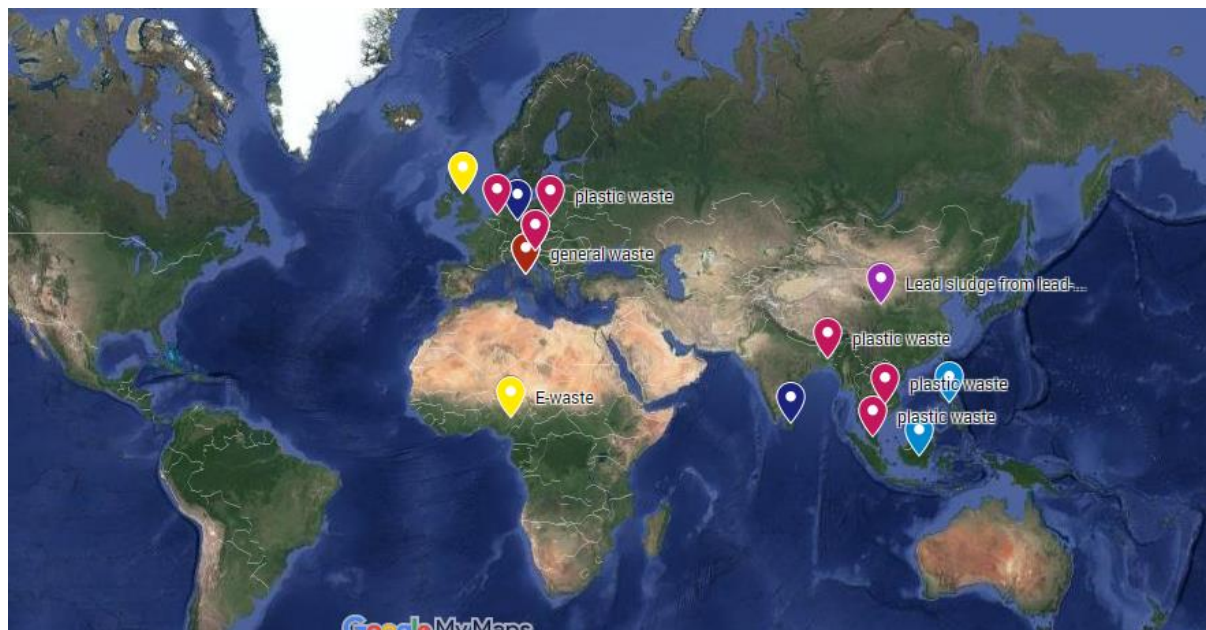 plastic waste
general waste
Lead sludge from lead-...
plastic waste
plastic waste
E-waste
plastic waste
Google My Maps